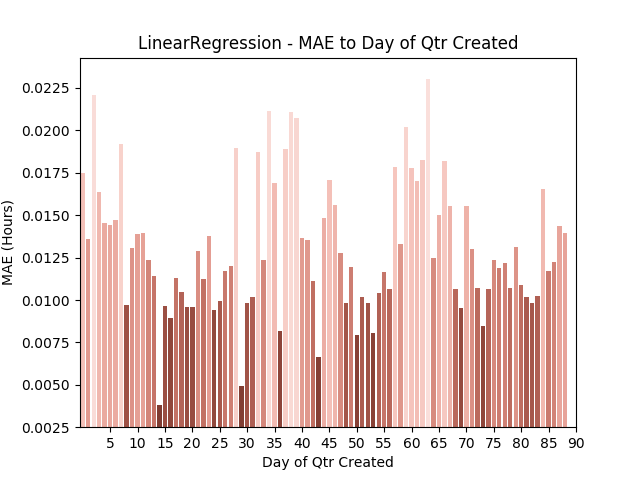 LinearRegression - MAE to Day of Qtr Created
MAE (Hours)
0.0225
0.0200
0.0175
0.0150
0.0125
0.0100
0.0075
0.0050
0.0025
5 10 15 20 25 30 35 40 45 50 55 60 65 70 75 80 85 90
Day of Qtr Created